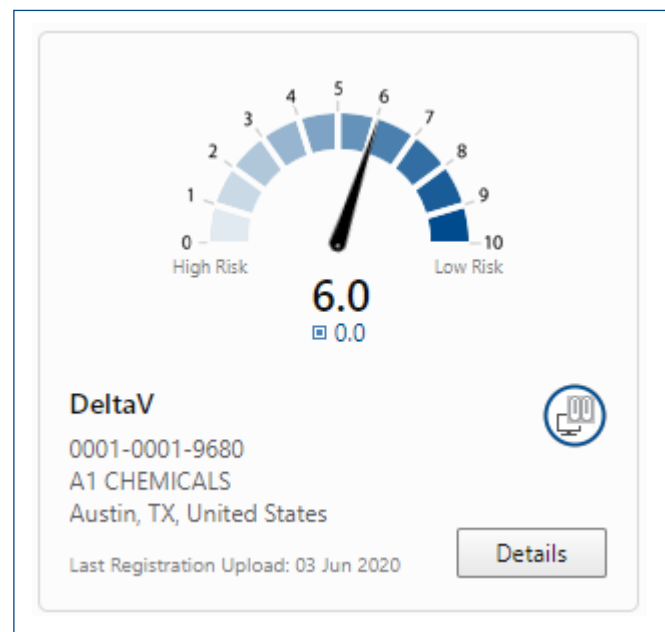 5
4
6
3
7
2
8
1
9
0
10
High Risk
Low Risk
6.0
0.0
DeltaV
0001-0001-9680
A1 CHEMICALS
Austin, TX, United States
Last Registration Upload: 03 Jun 2020
Details